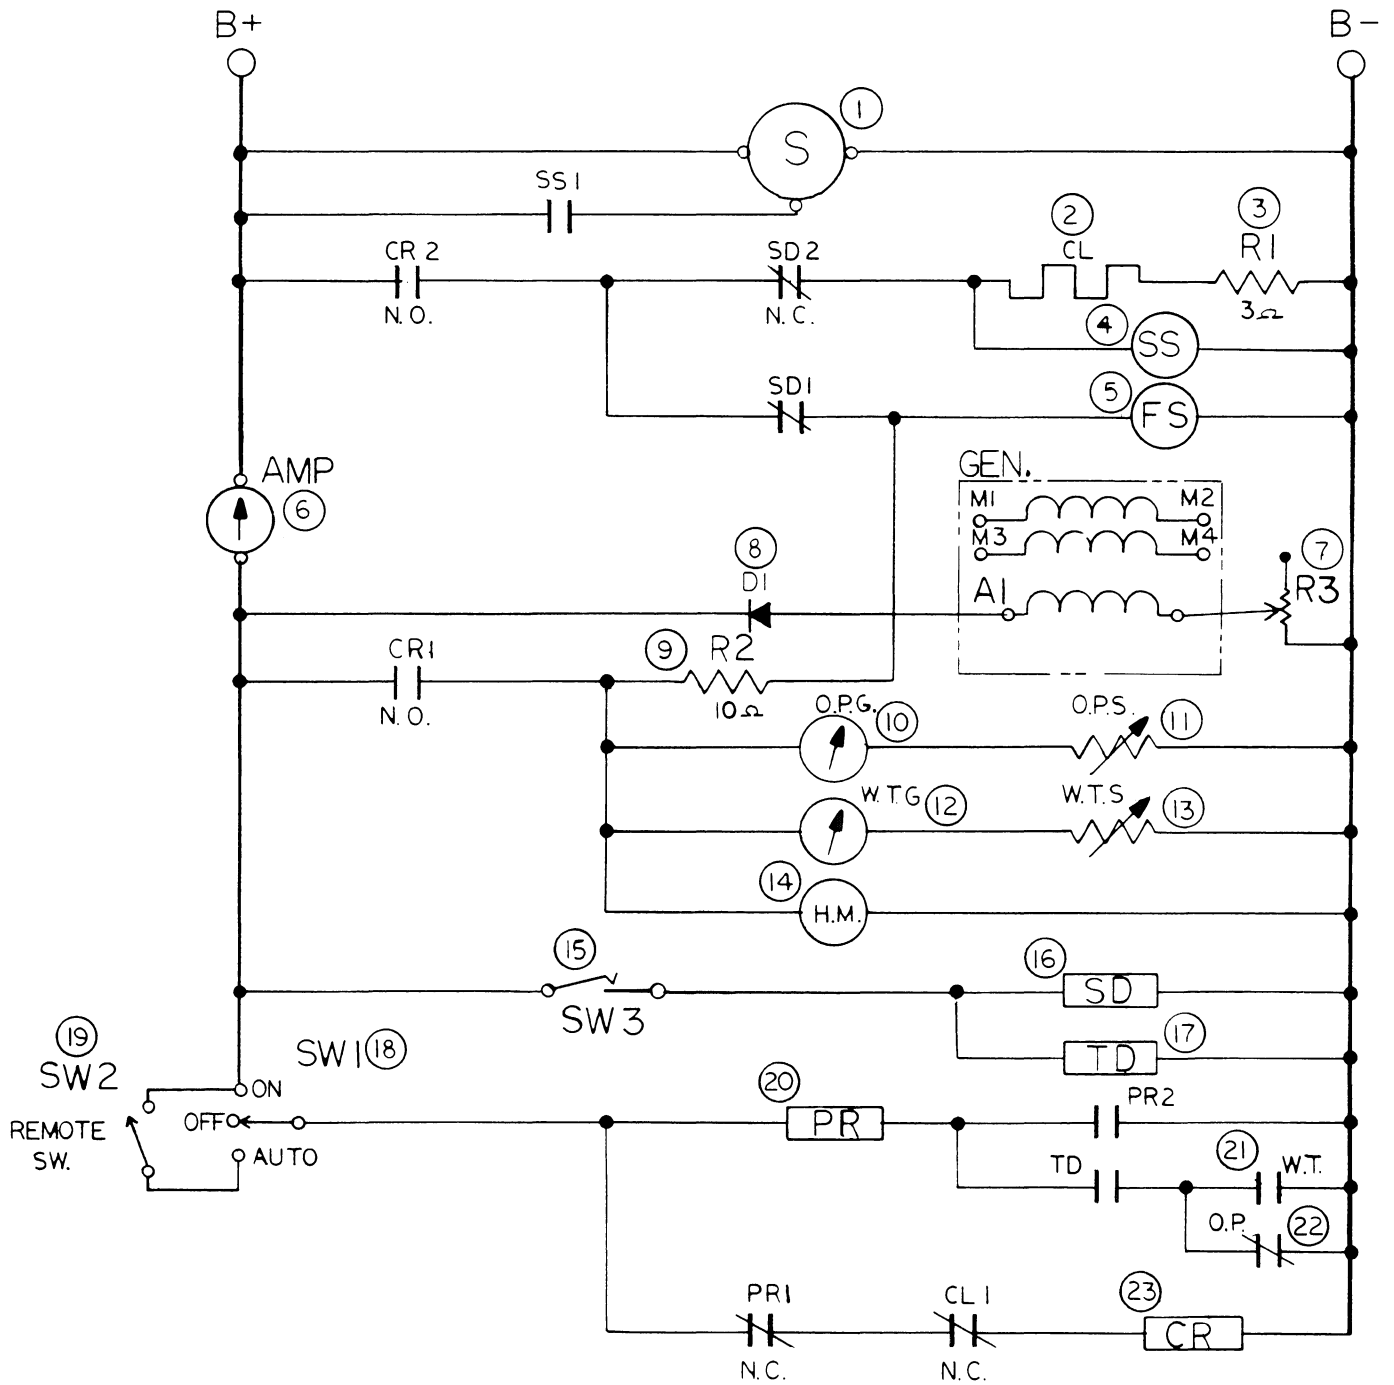 B+
B-
1
S
SS1
2
3
CR2
SD2
CL
R1
N.O.
N.C.
3Ω
4
SS
SD1
5
FS
AMP
6
GEN.
M1
M2
M3
M4
7
8
D1
A1
R3
CR1
9
R2
N.O.
10Ω
O.P.G.
10
O.P.S.
11
W.T.G
12
W.T.S
13
14
H.M.
15
16
SD
SW3
19
SW1
18
17
TD
SW2
ON
20
PR2
REMOTE
SW.
OFF
PR
AUTO
TD
21
W.T.
O.P.
22
PR1
CL1
23
CR
N.C.
N.C.